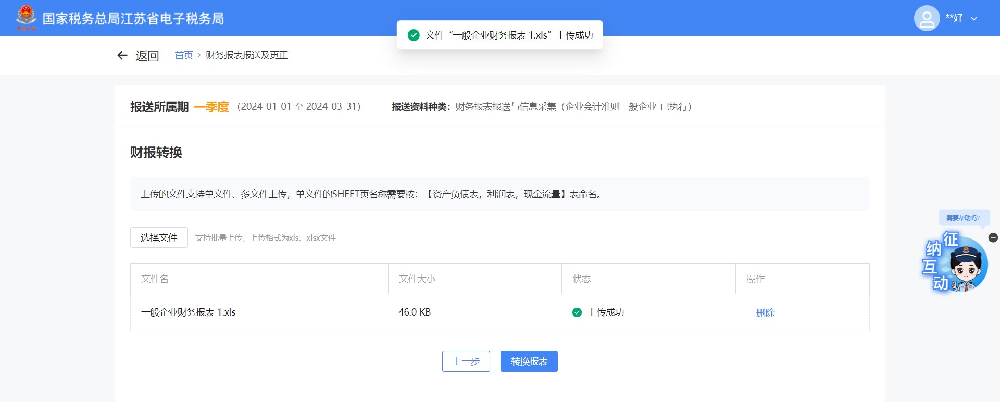 国家税务总局江苏省电子税务局
文件“一般企业财务报表 1.xls”上传成功
**好
返回 首页 > 财务报表报送及更正
报送所属期 一季度 （2024-01-01 至 2024-03-31） 报送资料种类：财务报表报送与信息采集（企业会计准则一般企业-已执行）
财报转换
上传的文件支持单文件、多文件上传，单文件的SHEET页名称需要按：【资产负债表，利润表，现金流量】表命名。
选择文件 支持批量上传，上传格式为xls、xlsx文件
文件名 文件大小 状态 操作
一般企业财务报表 1.xls 46.0 KB 上传成功 删除
上一步 转换报表
需要帮助吗?
征纳互动